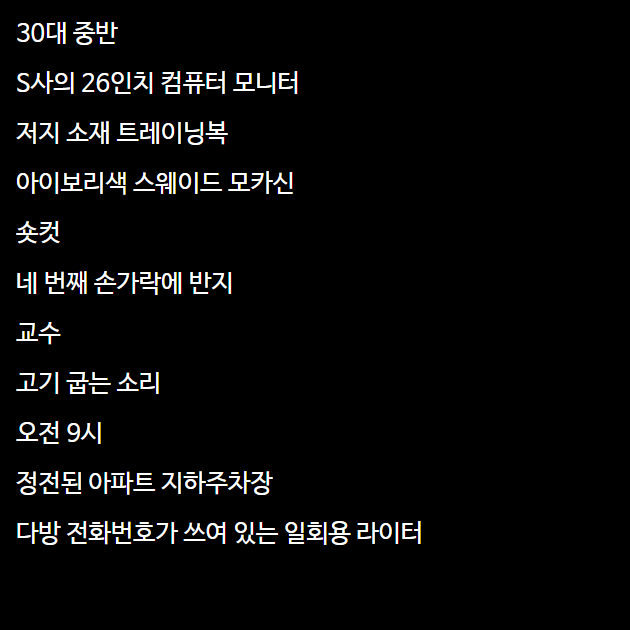 30대 중반
S사의 26인치 컴퓨터 모니터
저지 소재 트레이닝복
아이보리색 스웨이드 모카신
숏컷
네 번째 손가락에 반지
교수
고기 굽는 소리
오전 9시
정전된 아파트 지하주차장
다방 전화번호가 쓰여 있는 일회용 라이터